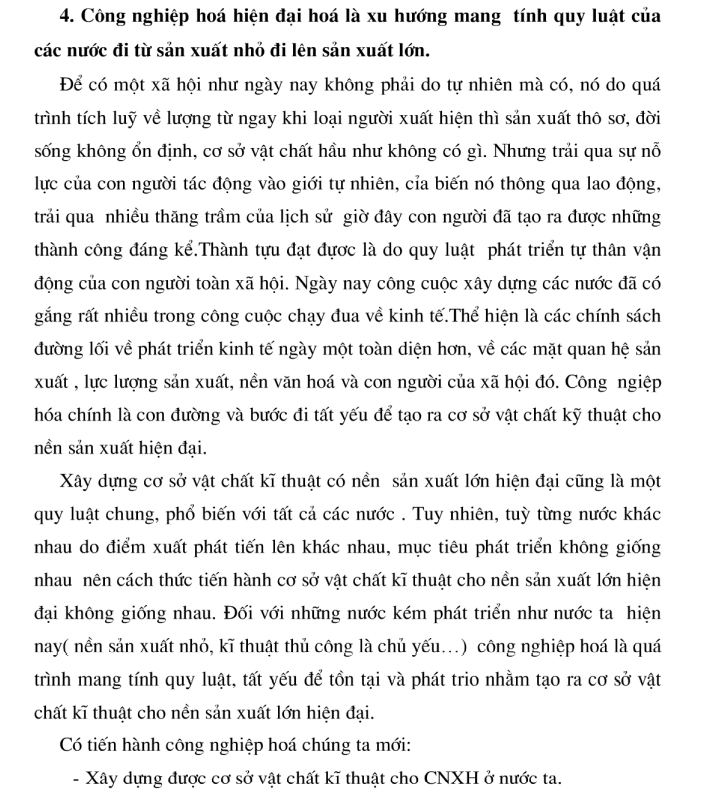 4. Công nghiệp hoá hiện đại hoá là xu hướng mang  tính quy luật của
các nước đi từ sản xuất nhỏ đi lên sản xuất lớn.
Để có một xã hội như ngày nay không phải do tự nhiên mà có, nó do quá
trình tích luỹ về lượng từ ngay khi loại người xuất hiện thì sản xuất thô sơ, đời
sống không ổn định, cơ sở vật chất hầu như không có gì. Nhưng trải qua sự nỗ
lực của con người tác động vào giới tự nhiên, cỉa biến nó thông qua lao động,
trải qua  nhiều thăng trầm của lịch sử  giờ đây con người đã tạo ra được những
thành công đáng kể.Thành tựu đạt đựơc là do quy luật  phát triển tự thân vận
động của con người toàn xã hội. Ngày nay công cuộc xây dựng các nước đã có
gắng rất nhiều trong công cuộc chạy đua về kinh tế.Thể hiện là các chính sách
đường lối về phát triển kinh tế ngày một toàn diện hơn, về các mặt quan hệ sản
xuất , lực lượng sản xuất, nền văn hoá và con người của xã hội đó. Công  ngiệp
hóa chính là con đường và bước đi tất yếu để tạo ra cơ sở vật chất kỹ thuật cho
nền sản xuất hiện đại.
Xây dựng cơ sở vật chất kĩ thuật có nền  sản xuất lớn hiện đại cũng là một
quy luật chung, phổ biến với tất cả các nước . Tuy nhiên, tuỳ từng nước khác
nhau do điểm xuất phát tiến lên khác nhau, mục tiêu phát triển không giống
nhau  nên cách thức tiến hành cơ sở vật chất kĩ thuật cho nền sản xuất lớn hiện
đại không giống nhau. Đối với những nước kém phát triển như nước ta  hiện
nay( nền sản xuất nhỏ, kĩ thuật thủ công là chủ yếu…)  công nghiệp hoá là quá
trình mang tính quy luật, tất yếu để tồn tại và phát trio nhằm tạo ra cơ sở vật
chất kĩ thuật cho nền sản xuất lớn hiện đại.
Có tiến hành công nghiệp hoá chúng ta mới:
- Xây dựng được cơ sở vật chất kĩ thuật cho CNXH ở nước ta.